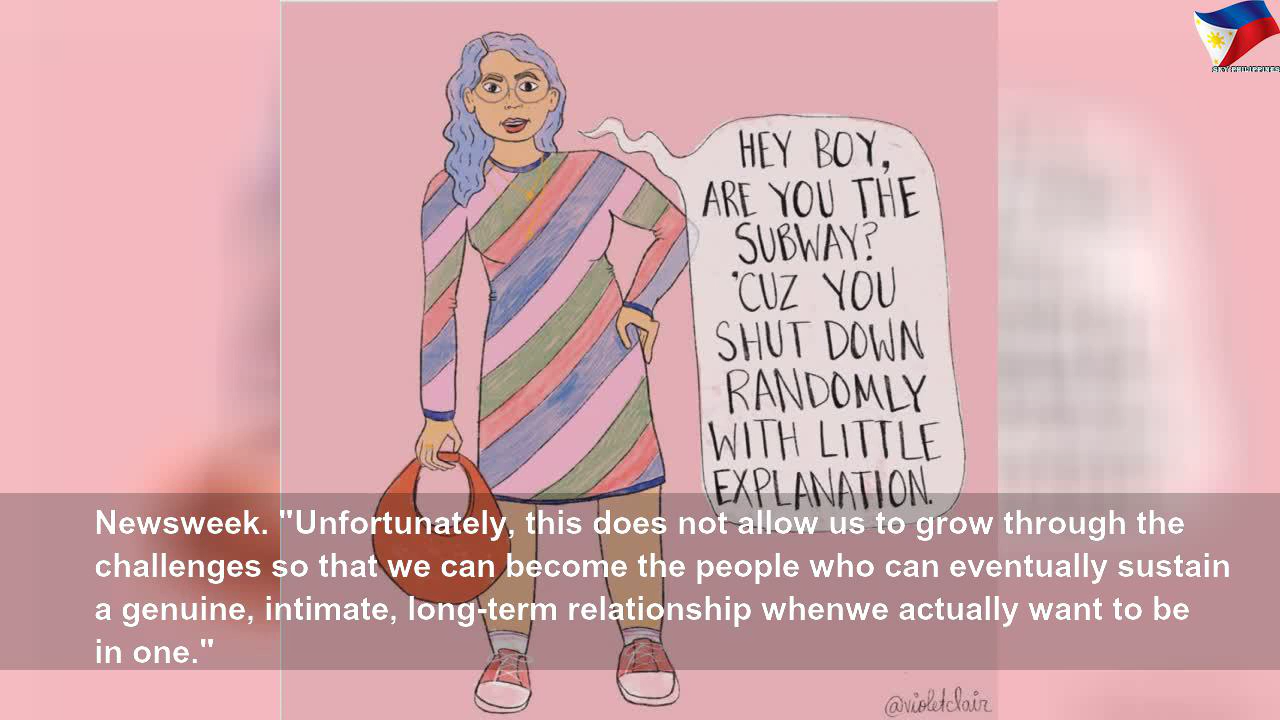 SKY PHILIPPINES
HEY BOY,
ARE YOU THE
SUBWAY?
'CUZ YOU
SHUT DOWN
RANDOMLY
WITH LITTLE
EXPLANATION.
Newsweek. "Unfortunately, this does not allow us to grow through the
challenges so that we can become the people who can eventually sustain
a genuine, intimate, long-term relationship whenwe actually want to be
in one."
@violetclair